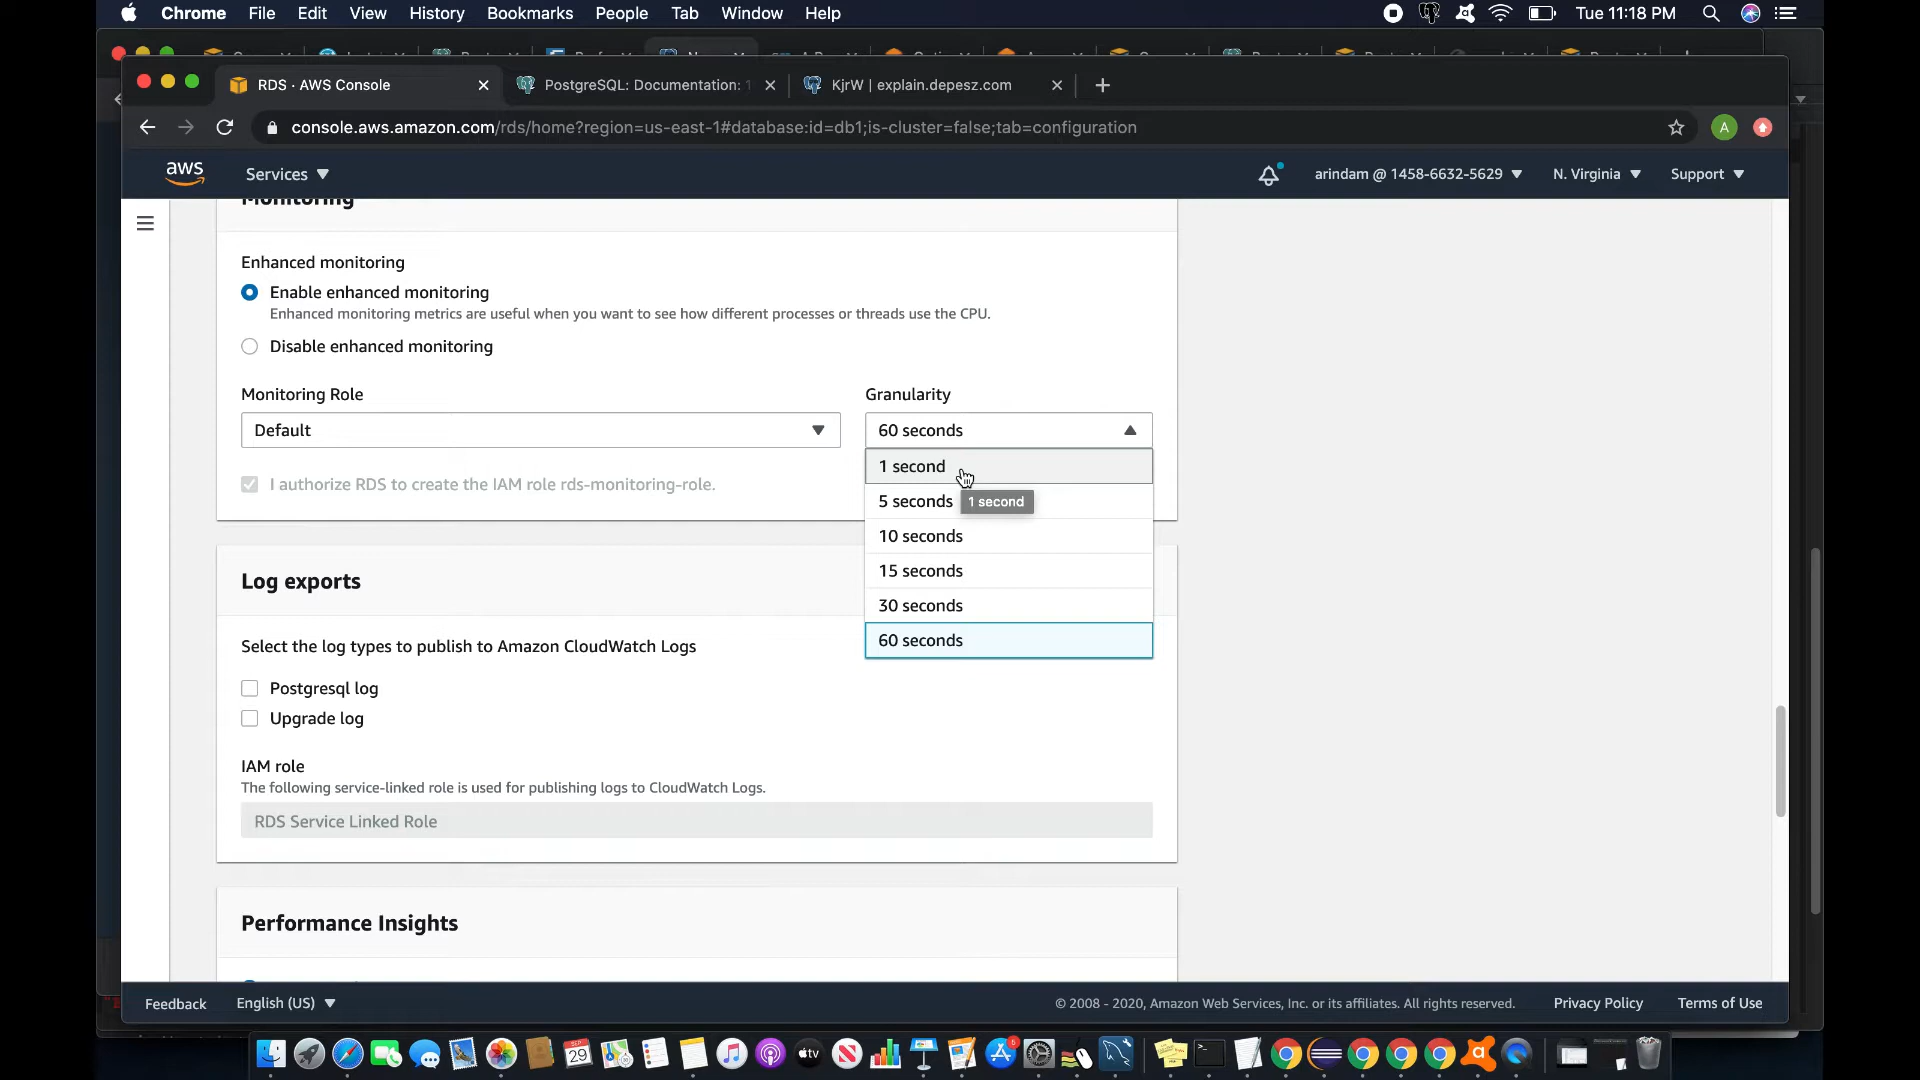 Chrome File Edit View History Bookmarks People Tab Window Help
Tue 11:18 PM
RDS · AWS Console
PostgreSQL: Documentation: 1
KjrW | explain.depesz.com
console.aws.amazon.com/rds/home?region=us-east-1#database:id=db1;is-cluster=false;tab=configuration
A
aws
Services
arindam @ 1458-6632-5629
N. Virginia
Support
Monitoring
Enhanced monitoring
Enable enhanced monitoring
Enhanced monitoring metrics are useful when you want to see how different processes or threads use the CPU.
Disable enhanced monitoring
Monitoring Role
Granularity
Default
60 seconds
1 second
I authorize RDS to create the IAM role rds-monitoring-role.
5 seconds
1 second
10 seconds
15 seconds
30 seconds
60 seconds
Log exports
Select the log types to publish to Amazon CloudWatch Logs
Postgresql log
Upgrade log
IAM role
The following service-linked role is used for publishing logs to CloudWatch Logs.
RDS Service Linked Role
Performance Insights
Feedback
English (US)
© 2008 - 2020, Amazon Web Services, Inc. or its affiliates. All rights reserved.
Privacy Policy
Terms of Use
SEP
29
tv